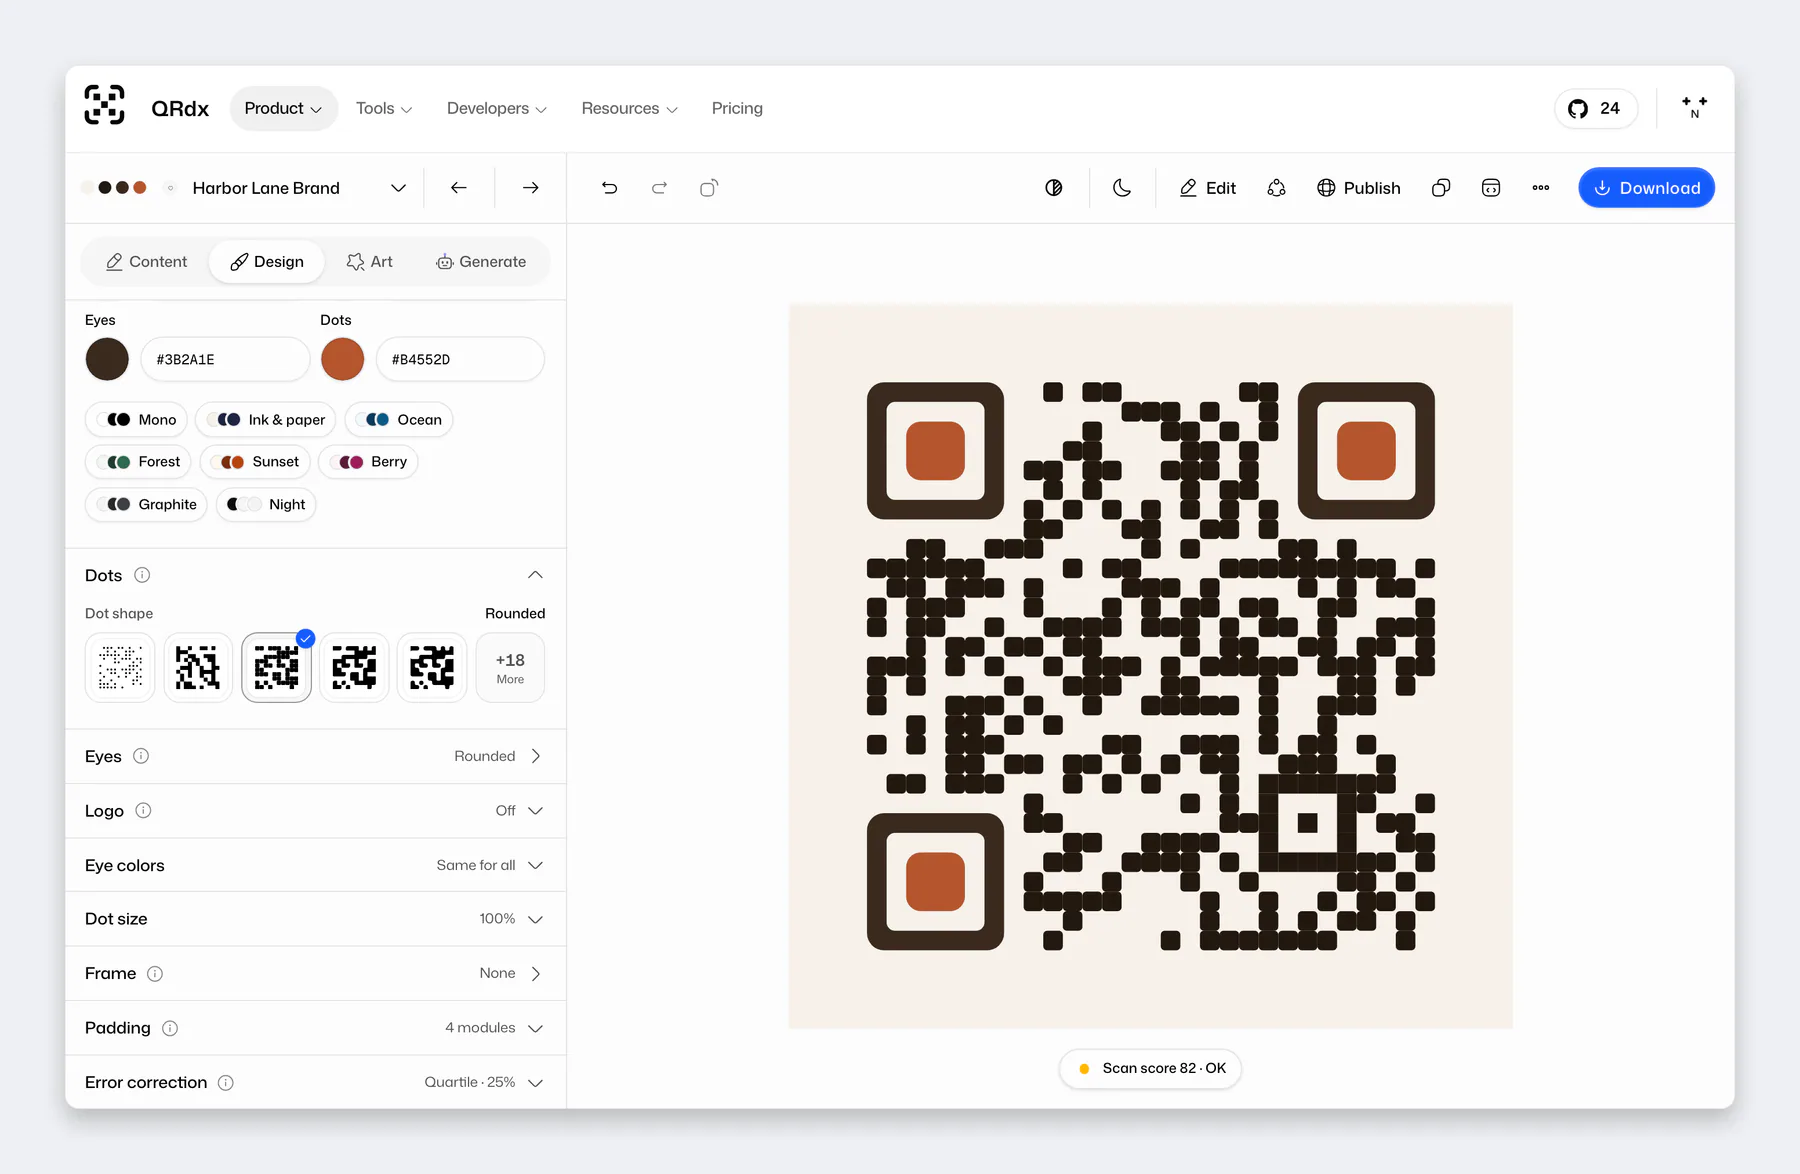 QRdx
Product
Tools
Developers
Resources
Pricing
24
N
Harbor Lane Brand
Edit
Publish
Download
Content
Design
Art
Generate
Eyes
Dots
#3B2A1E
#B4552D
Mono
Ink & paper
Ocean
Forest
Sunset
Berry
Graphite
Night
Dots
Dot shape
Rounded
+18
More
Eyes
Rounded
Logo
Off
Eye colors
Same for all
Dot size
100%
Frame
None
Padding
4 modules
Error correction
Quartile · 25%
Scan score 82 · OK